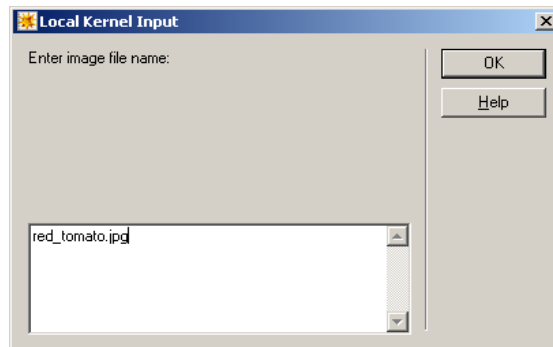 Local Kernel Input
Enter image file name:
OK
Help
red_tomato.jpg